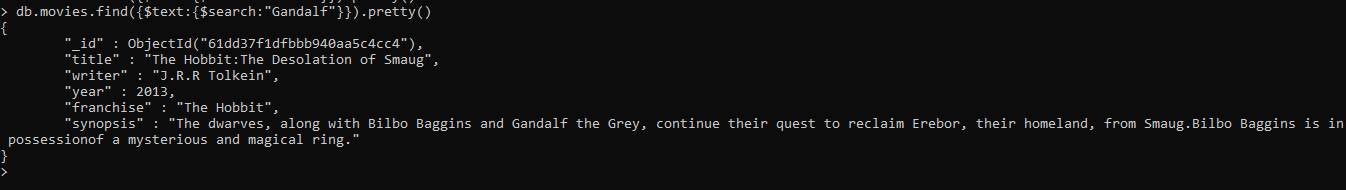 > db.movies.find({$text:{$search:"Gandalf"}}).pretty()
{
        "_id" : ObjectId("61dd37f1dfbbb940aa5c4cc4"),
        "title" : "The Hobbit:The Desolation of Smaug",
        "writer" : "J.R.R Tolkein",
        "year" : 2013,
        "franchise" : "The Hobbit",
        "synopsis" : "The dwarves, along with Bilbo Baggins and Gandalf the Grey, continue their quest to reclaim Erebor, their homeland, from Smaug.Bilbo Baggins is in
 possessionof a mysterious and magical ring."
}
>